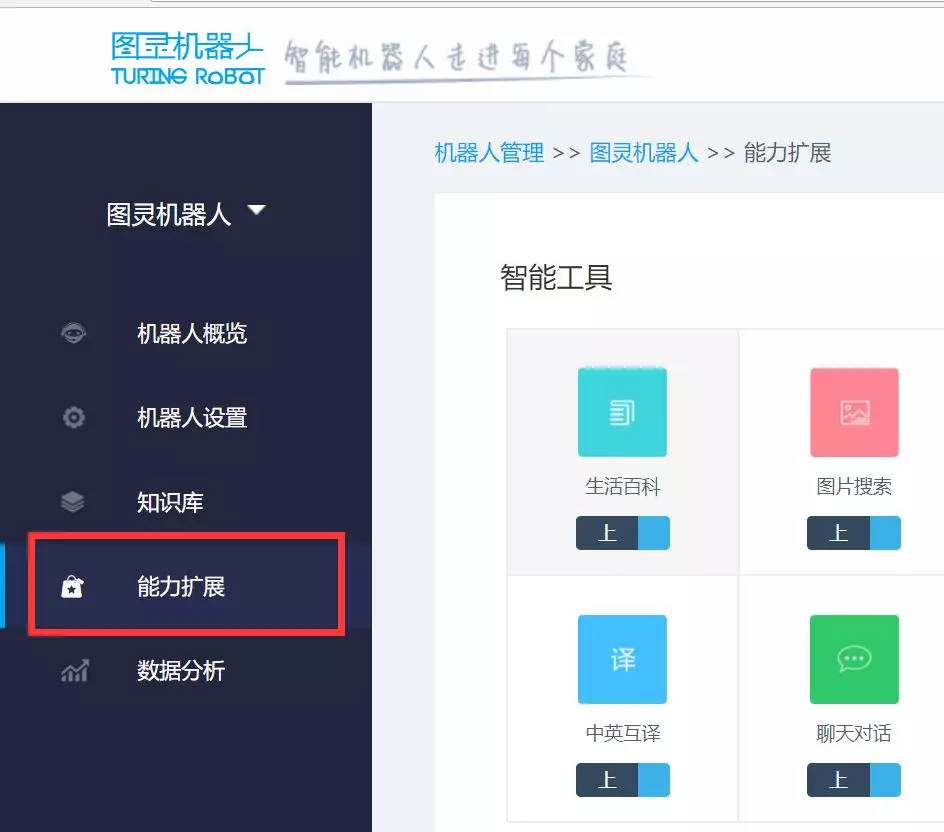 图灵机器人
TURING ROBOT
智能机器人走进每个家庭
图灵机器人
机器人概览
机器人设置
知识库
能力扩展
数据分析
机器人管理 >> 图灵机器人 >> 能力扩展
智能工具
生活百科
上
图片搜索
上
译
中英互译
上
聊天对话
上